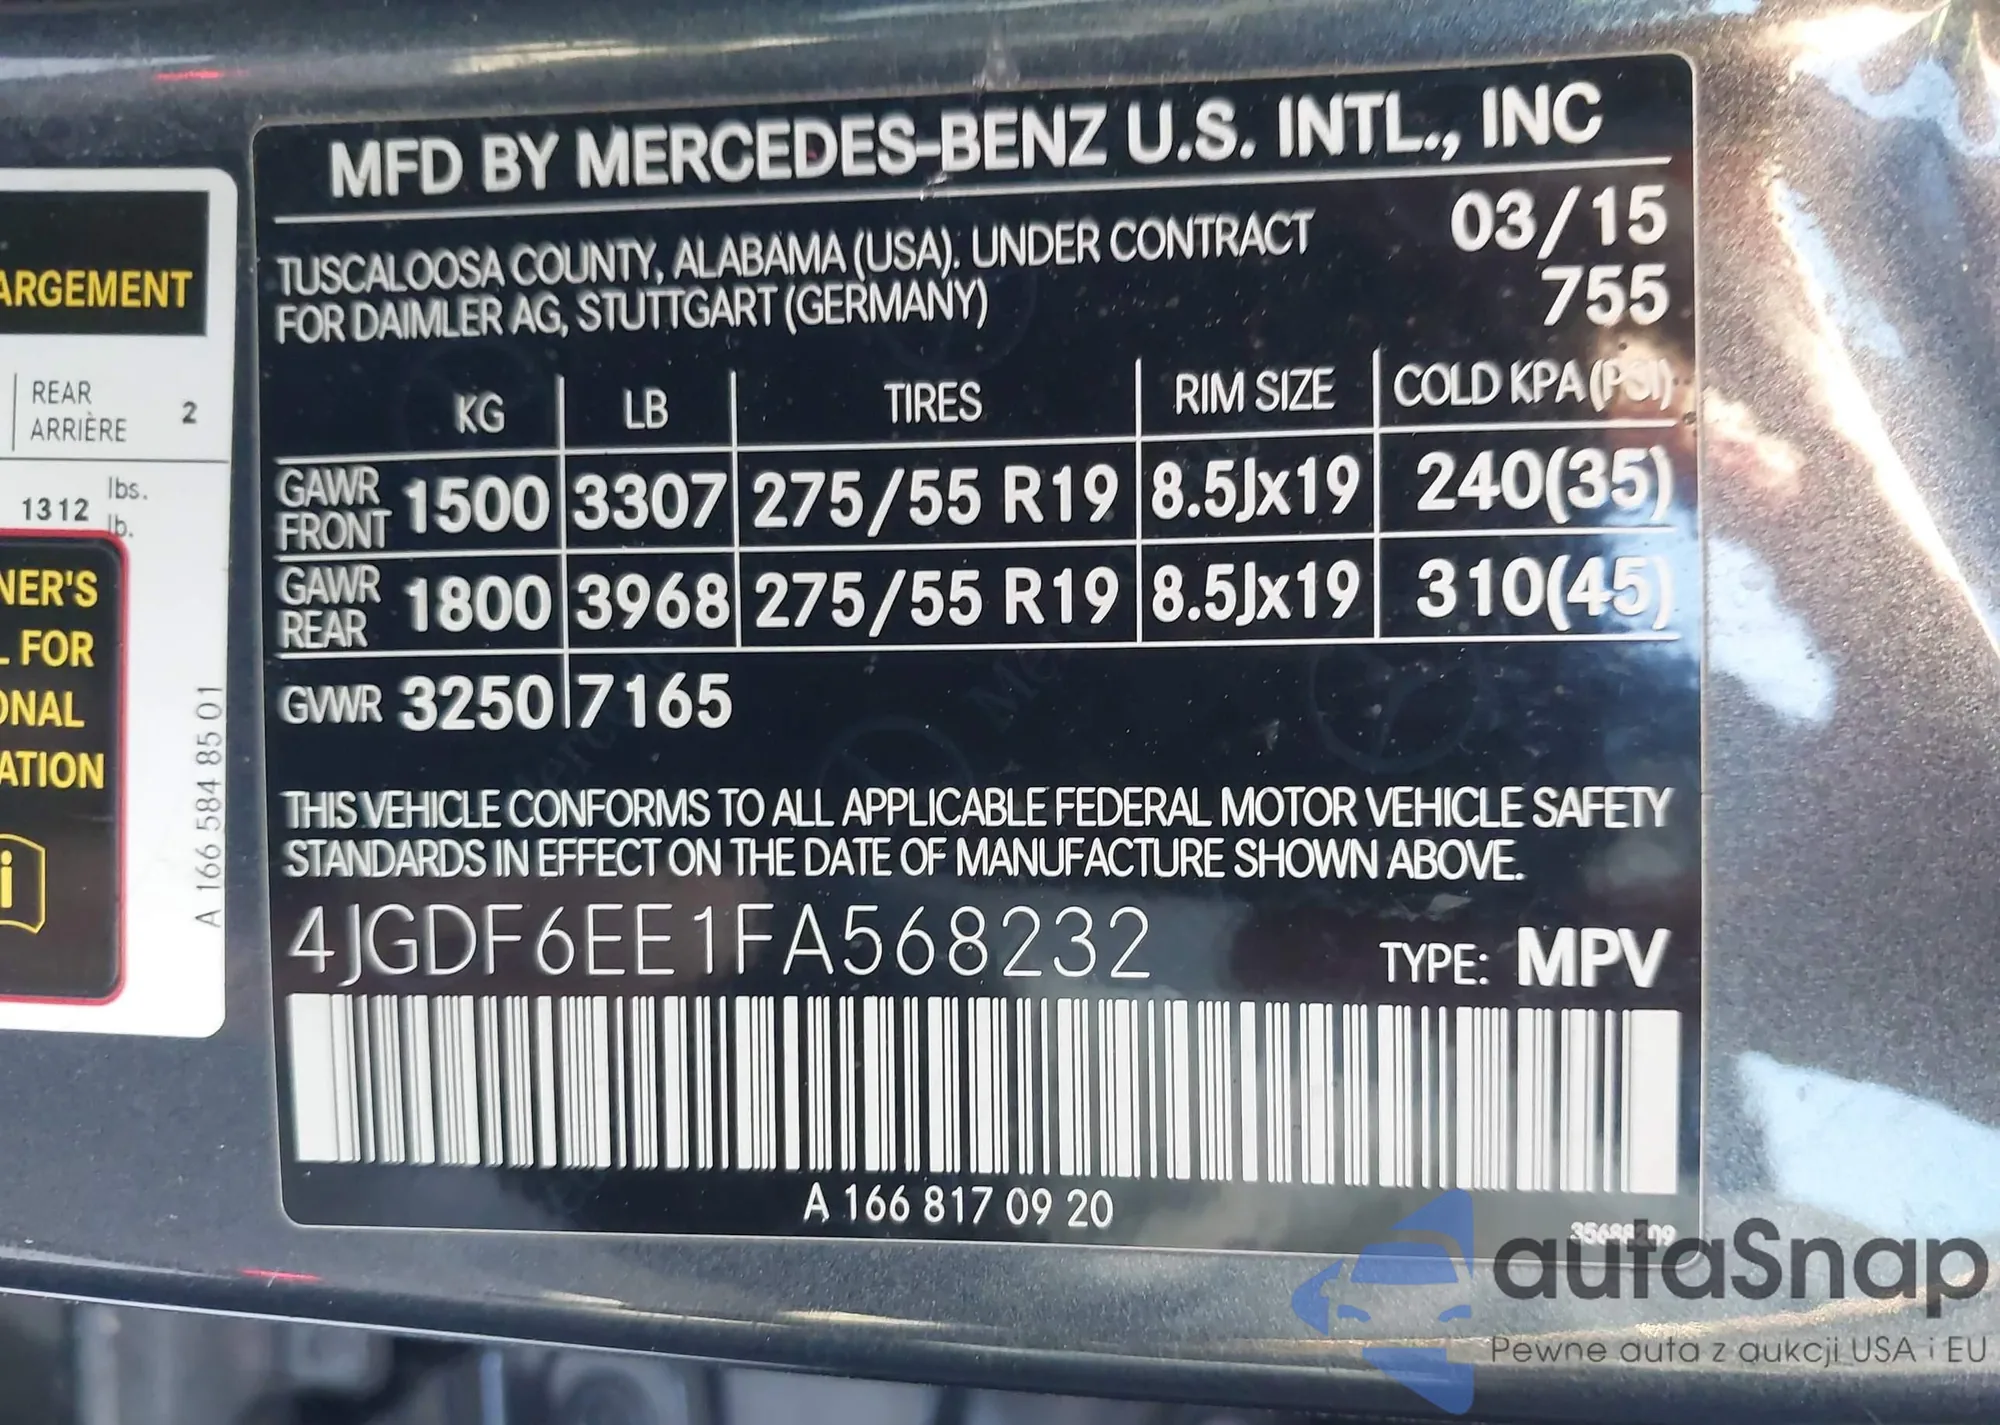 ARGEMENT
REAR
ARRIÈRE 2
1312 lbs.
lb.
NER'S
L FOR
ONAL
ATION
i
A 166 584 85 01
MFD BY MERCEDES-BENZ U.S. INTL., INC
TUSCALOOSA COUNTY, ALABAMA (USA). UNDER CONTRACT 03/15
FOR DAIMLER AG, STUTTGART (GERMANY) 755
KG LB TIRES RIM SIZE COLD KPA (PSI)
GAWR FRONT 1500 3307 275/55 R19 8.5Jx19 240(35)
GAWR REAR 1800 3968 275/55 R19 8.5Jx19 310(45)
GVWR 3250 7165
THIS VEHICLE CONFORMS TO ALL APPLICABLE FEDERAL MOTOR VEHICLE SAFETY
STANDARDS IN EFFECT ON THE DATE OF MANUFACTURE SHOWN ABOVE.
4JGDF6EE1FA568232 TYPE: MPV
A 166 817 09 20
autaSnap
Pewne auta z aukcji USA i EU